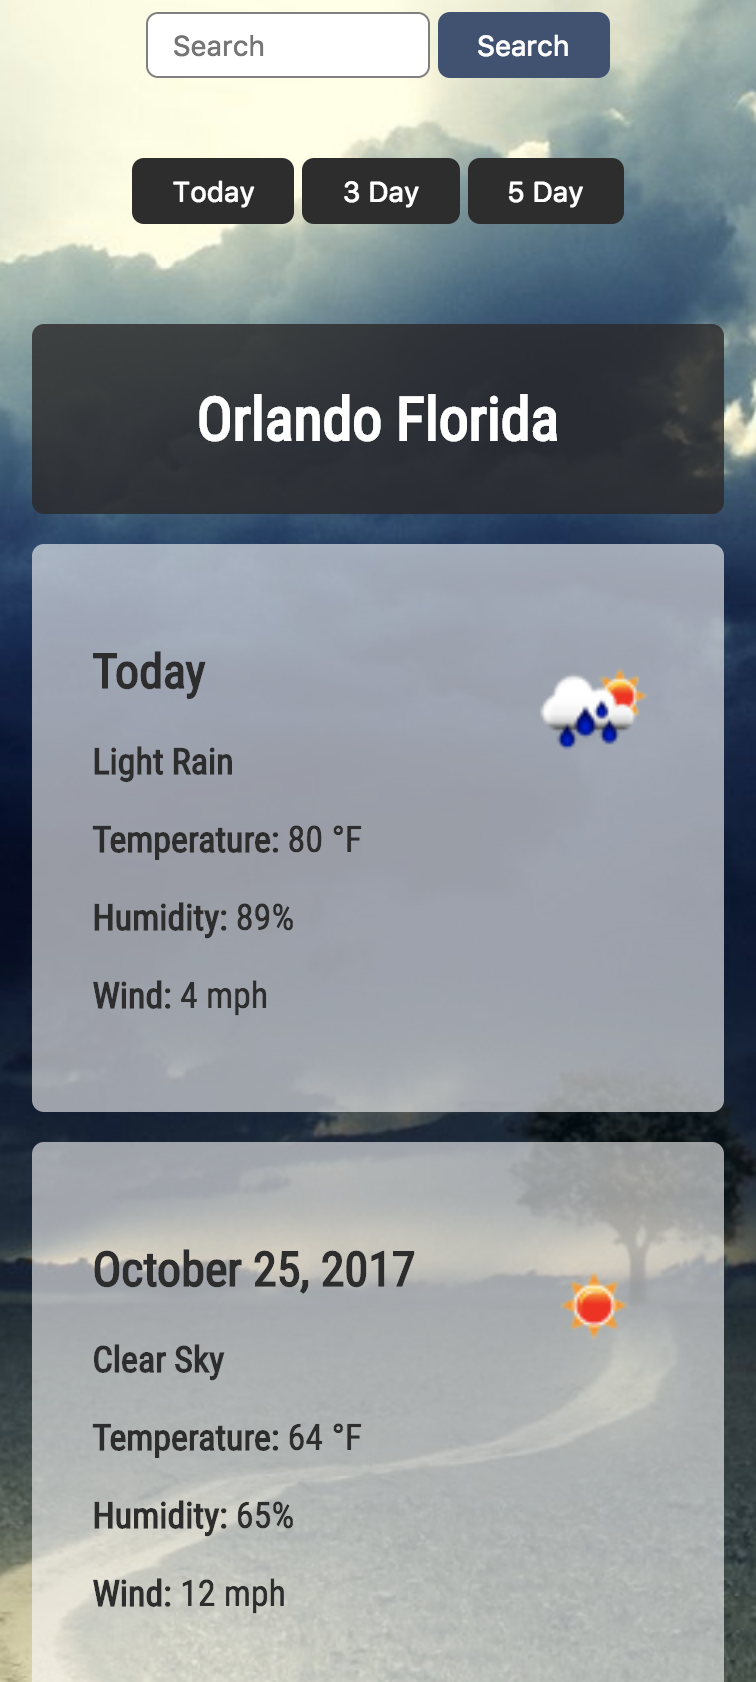 Search Search
Today 3 Day 5 Day
Orlando Florida
Today
Light Rain
Temperature: 80 °F
Humidity: 89%
Wind: 4 mph
October 25, 2017
Clear Sky
Temperature: 64 °F
Humidity: 65%
Wind: 12 mph